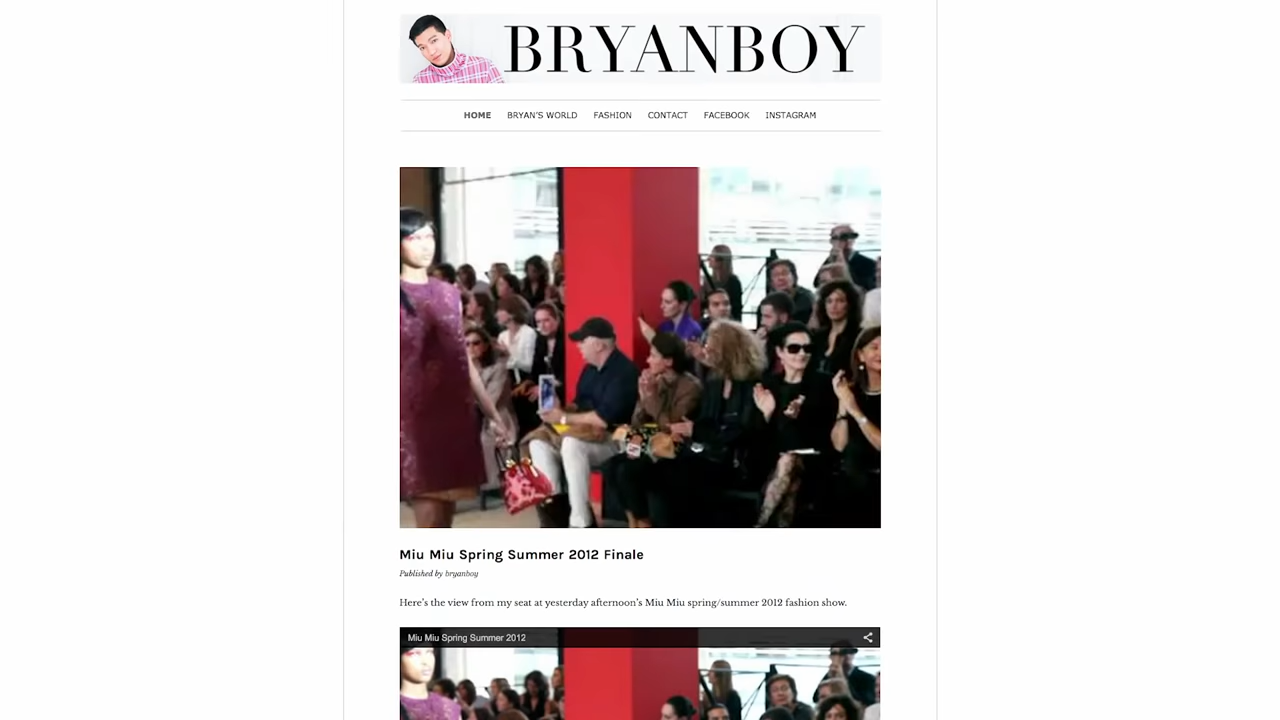 BRYANBOY
HOME BRYAN'S WORLD FASHION CONTACT FACEBOOK INSTAGRAM
Miu Miu Spring Summer 2012 Finale
Published by bryanboy
Here's the view from my seat at yesterday afternoon's Miu Miu spring/summer 2012 fashion show.
Miu Miu Spring Summer 2012